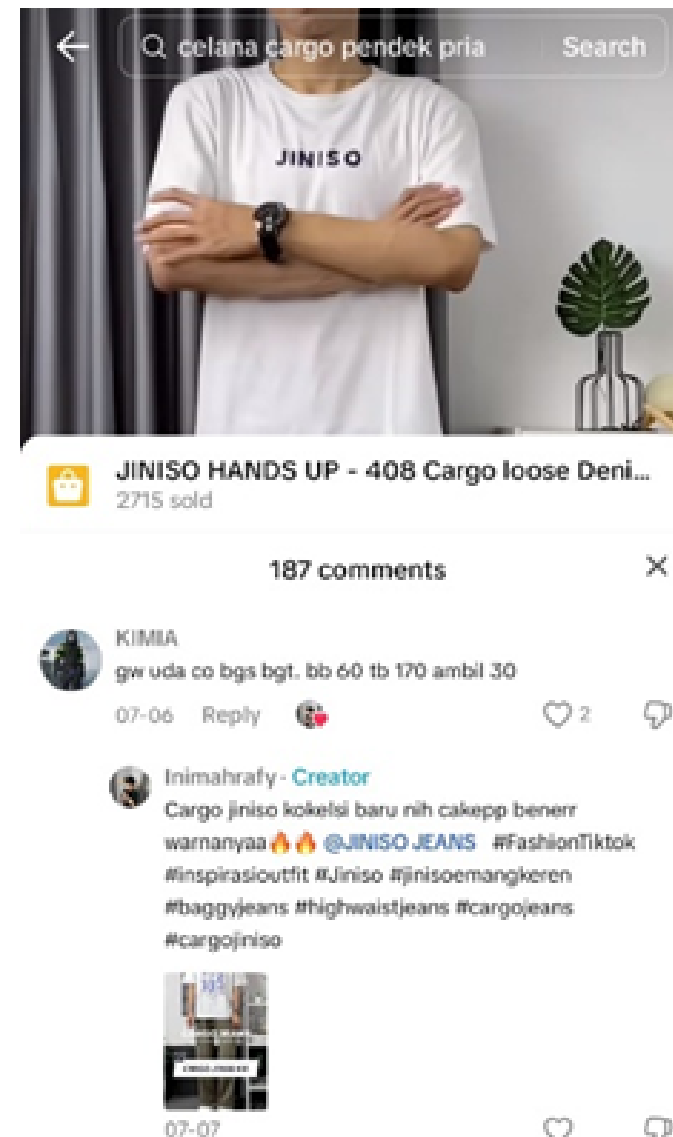 celana cargo pendek pria
Search
JINISO
JINISO HANDS UP - 408 Cargo loose Deni...
2715 sold
187 comments
KIMIA
gw uda co bgs bgt. bb 60 tb 170 ambil 30
07-06 Reply
2
Inimahrafy · Creator
Cargo jiniso kokelsi baru nih cakepp benerr
warnanyaa🔥🔥 @JINISO JEANS #FashionTiktok
#inspirasioutfit #Jiniso #jinisoemangkeren
#baggyjeans #highwaistjeans #cargojeans
#cargojiniso
07-07